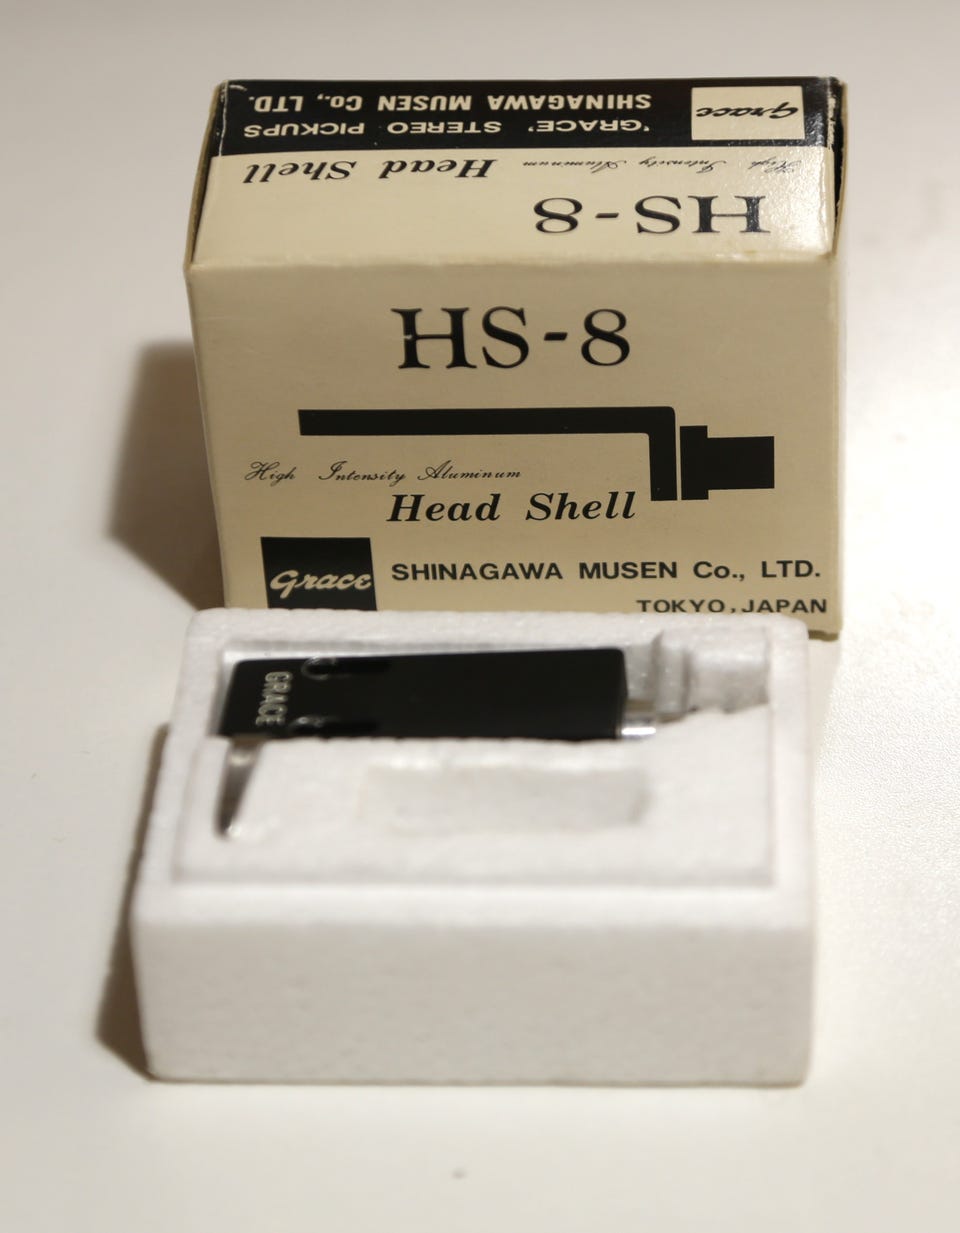 Grace
SHINAGAWA MUSEN Co., LTD.
'GRACE' STEREO PICKUPS
High Intensity Aluminum Head Shell
HS-8
HS-8
High Intensity Aluminum
Head Shell
Grace
SHINAGAWA MUSEN Co., LTD.
TOKYO, JAPAN
GRACE